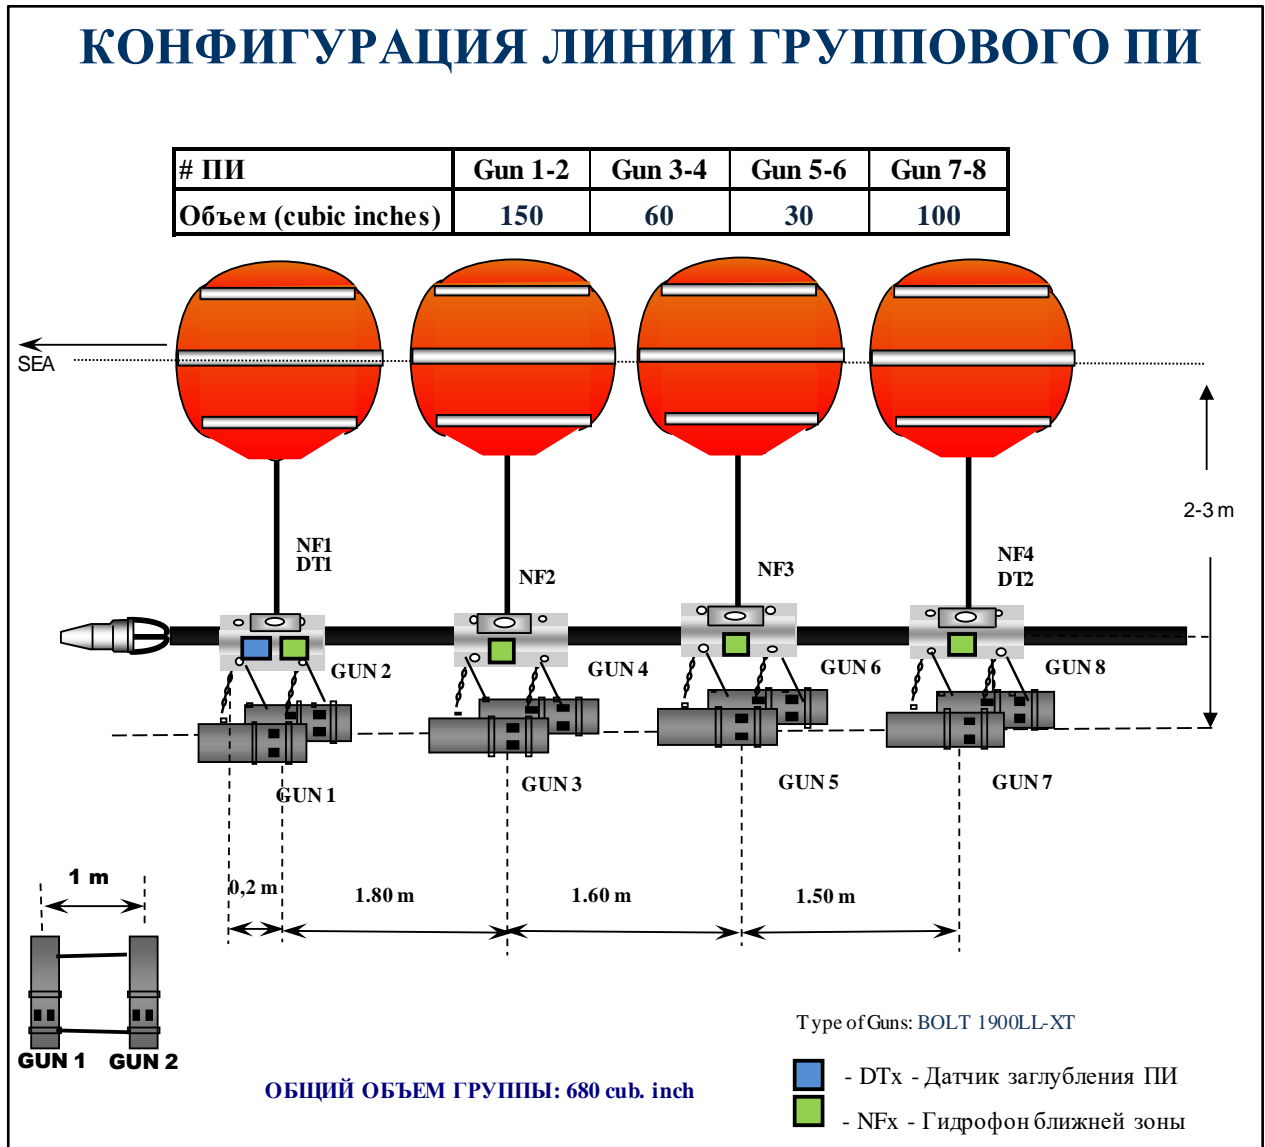 КОНФИГУРАЦИЯ ЛИНИИ ГРУППОВОГО ПИ
# ПИ Gun 1-2 Gun 3-4 Gun 5-6 Gun 7-8
Объем (cubic inches) 150 60 30 100
SEA
2-3 m
NF1
DT1
NF2
NF3
NF4
DT2
GUN 2
GUN 4
GUN 6
GUN 8
GUN 1
GUN 3
GUN 5
GUN 7
1 m
0,2 m
1.80 m
1.60 m
1.50 m
GUN 1 GUN 2
Type of Guns: BOLT 1900LL-XT
ОБЩИЙ ОБЪЕМ ГРУППЫ: 680 cub. inch
- DTx - Датчик заглубления ПИ
- NFx - Гидрофон ближней зоны